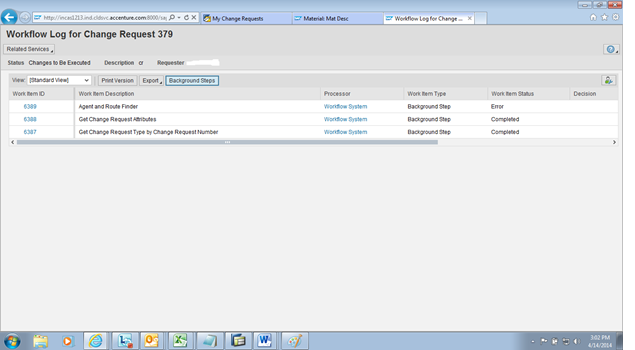 http://incas1213.ind.cldsvc.accenture.com:8000/sap
My Change Requests
Material: Mat Desc
Workflow Log for Change ...
Workflow Log for Change Request 379
Related Services
Status Changes to Be Executed Description cr Requester
View: [Standard View] Print Version Export Background Steps
Work Item ID Work Item Description Processor Work Item Type Work Item Status Decision
6389 Agent and Route Finder Workflow System Background Step Error
6388 Get Change Request Attributes Workflow System Background Step Completed
6387 Get Change Request Type by Change Request Number Workflow System Background Step Completed
3:02 PM
4/14/2014